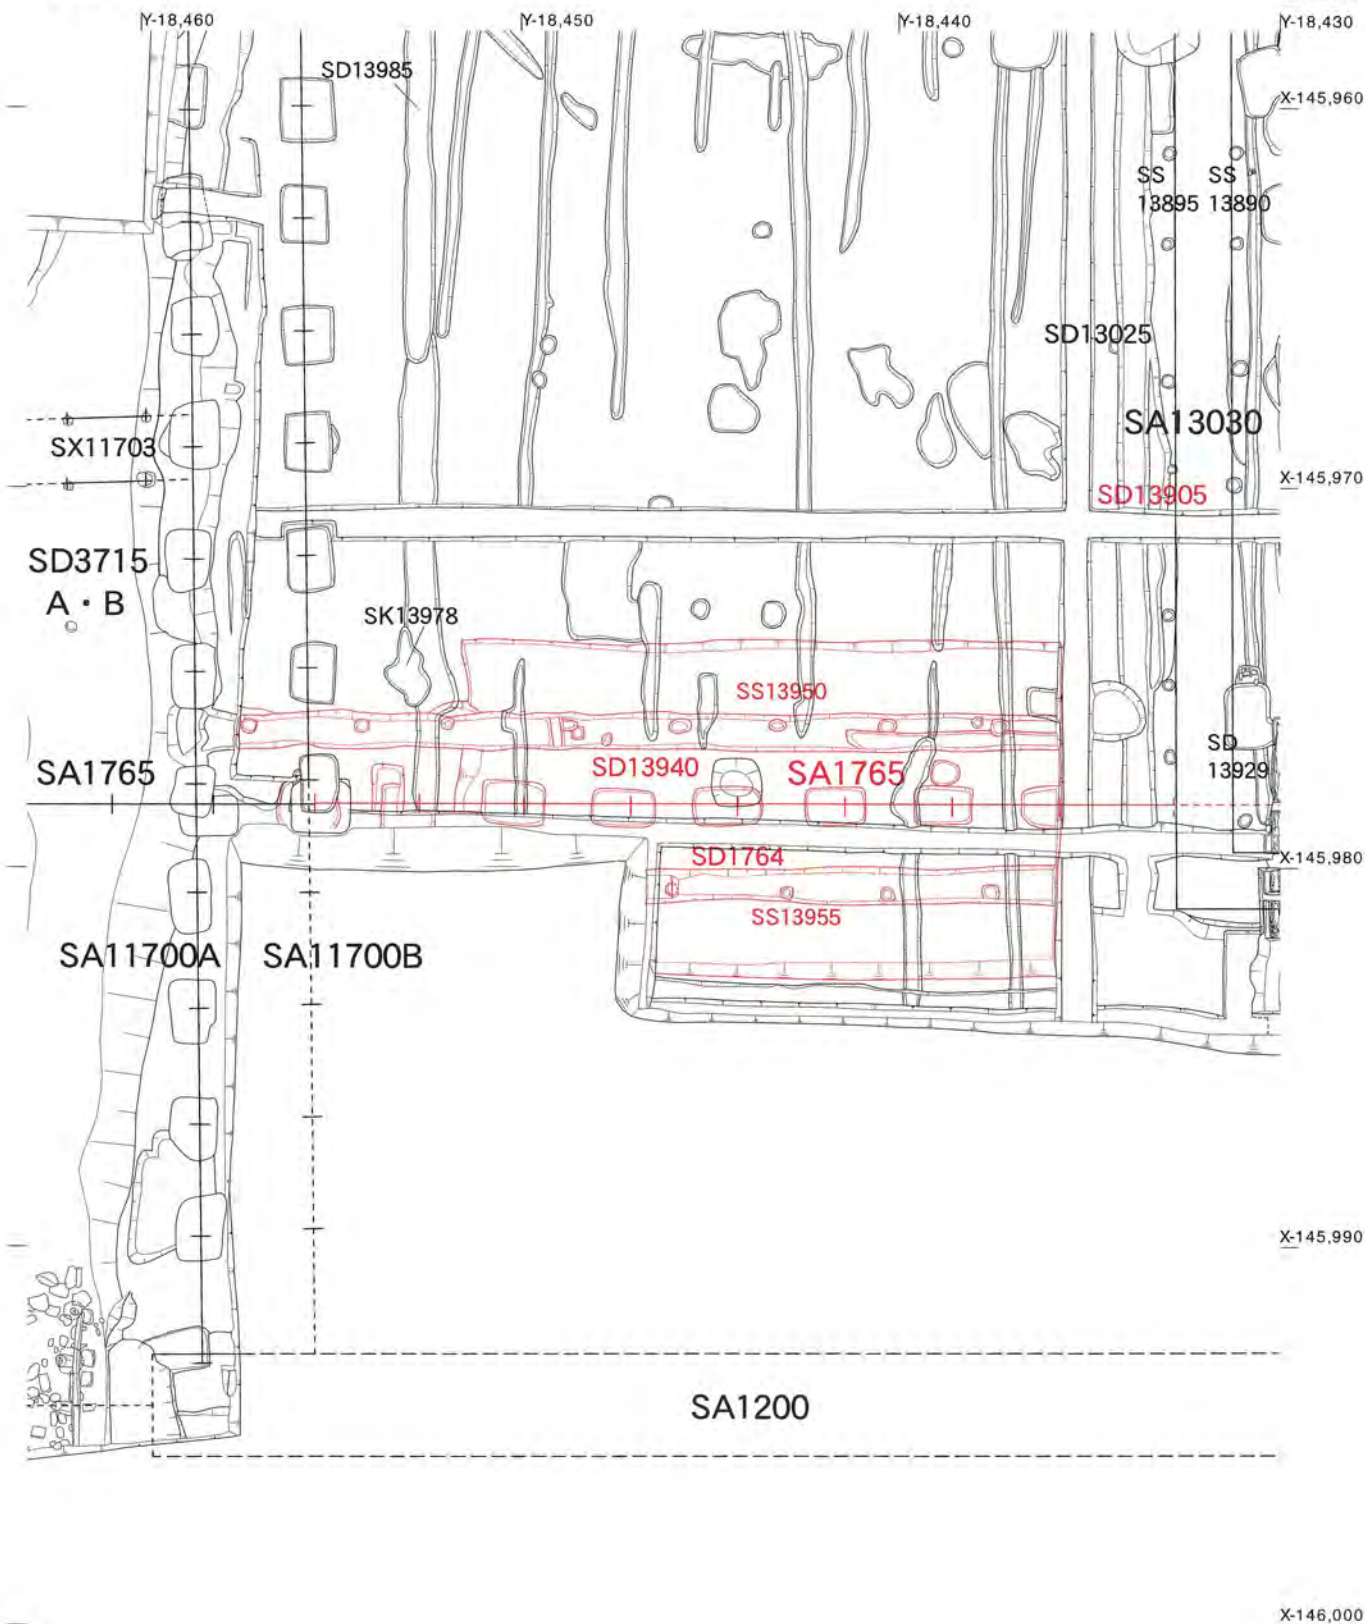 Y-18,460
Y-18,450
Y-18,440
Y-18,430
SD13985
X-145,960
SS
13895
SS
13890
SD13025
SA13030
SX11703
X-145,970
SD13905
SD3715
A・B
SK13978
SS13950
SD
13929
SA1765
SD13940
SA1765
SD1764
X-145,980
SS13955
SA11700A
SA11700B
X-145,990
SA1200
X-146,000